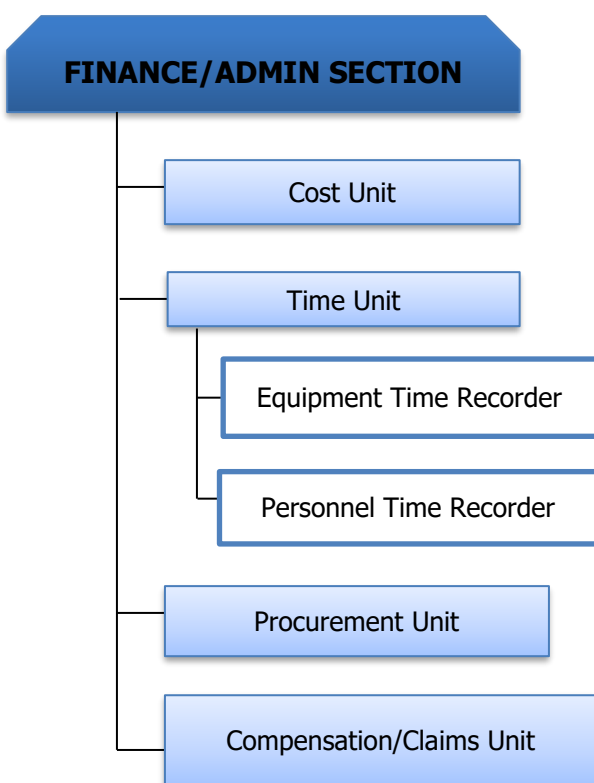 FINANCE/ADMIN SECTION
Cost Unit
Time Unit
Equipment Time Recorder
Personnel Time Recorder
Procurement Unit
Compensation/Claims Unit